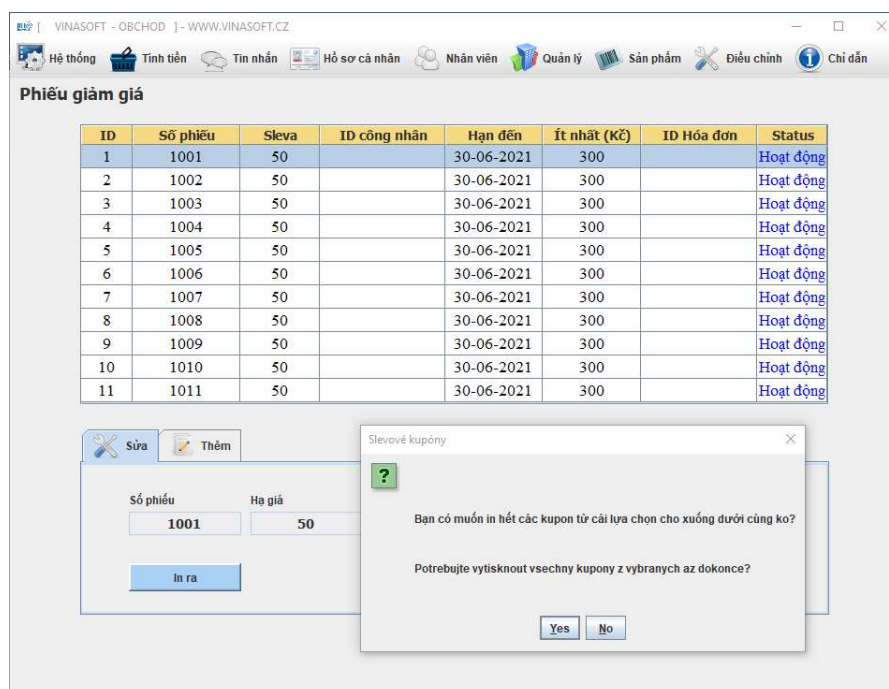 VINASOFT - OBCHOD ] - WWW.VINASOFT.CZ
Hệ thống Tính tiền Tin nhắn Hồ sơ cá nhân Nhân viên Quản lý Sản phẩm Điều chỉnh Chỉ dẫn
Phiếu giảm giá
ID Số phiếu Sleva ID công nhân Hạn đến Ít nhất (Kč) ID Hóa đơn Status
1 1001 50 30-06-2021 300 Hoạt động
2 1002 50 30-06-2021 300 Hoạt động
3 1003 50 30-06-2021 300 Hoạt động
4 1004 50 30-06-2021 300 Hoạt động
5 1005 50 30-06-2021 300 Hoạt động
6 1006 50 30-06-2021 300 Hoạt động
7 1007 50 30-06-2021 300 Hoạt động
8 1008 50 30-06-2021 300 Hoạt động
9 1009 50 30-06-2021 300 Hoạt động
10 1010 50 30-06-2021 300 Hoạt động
11 1011 50 30-06-2021 300 Hoạt động
Sửa Thêm
Số phiếu Hạ giá
1001 50
In ra
Slevové kupóny
Bạn có muốn in hết các kupon từ cái lựa chọn cho xuống dưới cùng ko?
Potrebujte vytisknout vsechny kupony z vybranych az dokonce?
Yes No